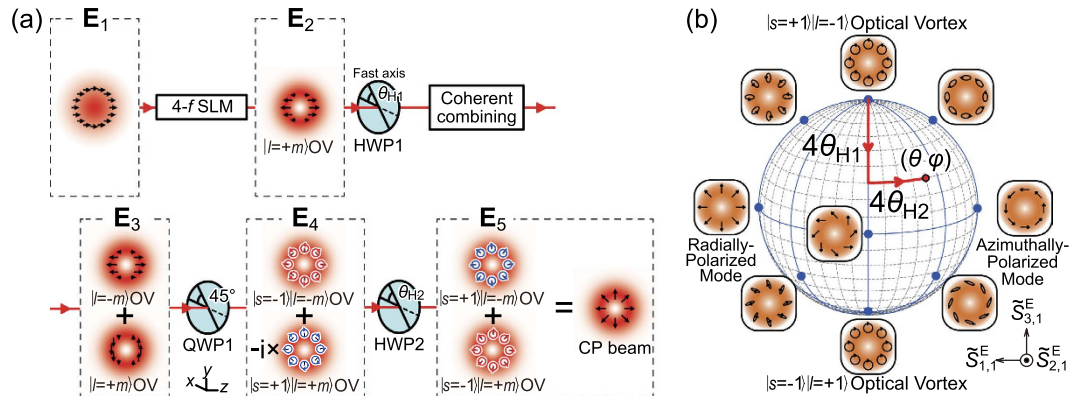 (a)
E1
E2
4-f SLM
Fast axis
θH1
HWP1
Coherent
combining
|l=+m⟩OV
E3
E4
E5
|l=-m⟩OV
+
|l=+m⟩OV
45°
QWP1
x y z
|s=-1⟩|l=-m⟩OV
+
-i×
|s=+1⟩|l=+m⟩OV
θH2
HWP2
|s=+1⟩|l=-m⟩OV
+
|s=-1⟩|l=+m⟩OV
=
CP beam
(b)
|s=+1⟩|l=-1⟩Optical Vortex
4θH1
(θ φ)
4θH2
Radially-
Polarized
Mode
Azimuthally-
Polarized
Mode
|s=-1⟩|l=+1⟩ Optical Vortex
S̃E3,1
S̃E1,1
S̃E2,1